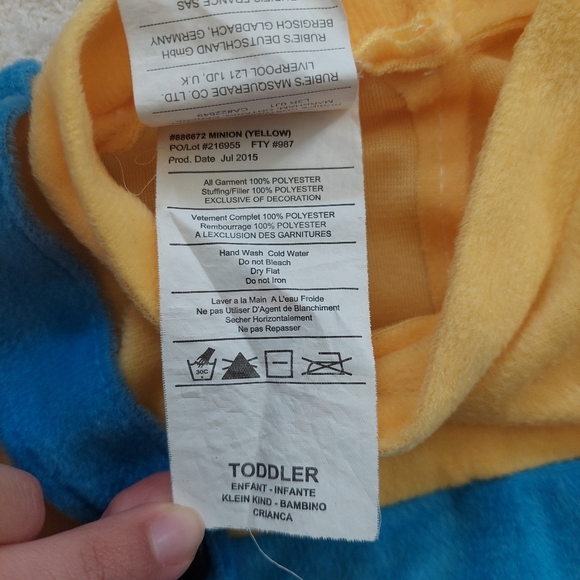 RUBIE'S FRANCE SAS
BERGISCH GLADBACH, GERMANY
RUBIE'S DEUTSCHLAND GmbH
LIVERPOOL L21 1JD, U.K
RUBIE'S MASQUERADE CO. LTD.
#886672 MINION (YELLOW)
PO/Lot #216955 FTY #987
Prod. Date Jul 2015
All Garment 100% POLYESTER
Stuffing/Filler 100% POLYESTER
EXCLUSIVE OF DECORATION
Vetement Complet 100% POLYESTER
Rembourrage 100% POLYESTER
A LEXCLUSION DES GARNITURES
Hand Wash Cold Water
Do not Bleach
Dry Flat
Do not Iron
Laver a la Main A L'eau Froide
Ne pas Utiliser D'Agent de Blanchiment
Secher Horizontalement
Ne pas Repasser
30C
TODDLER
ENFANT - INFANTE
KLEIN KIND - BAMBINO
CRIANCA